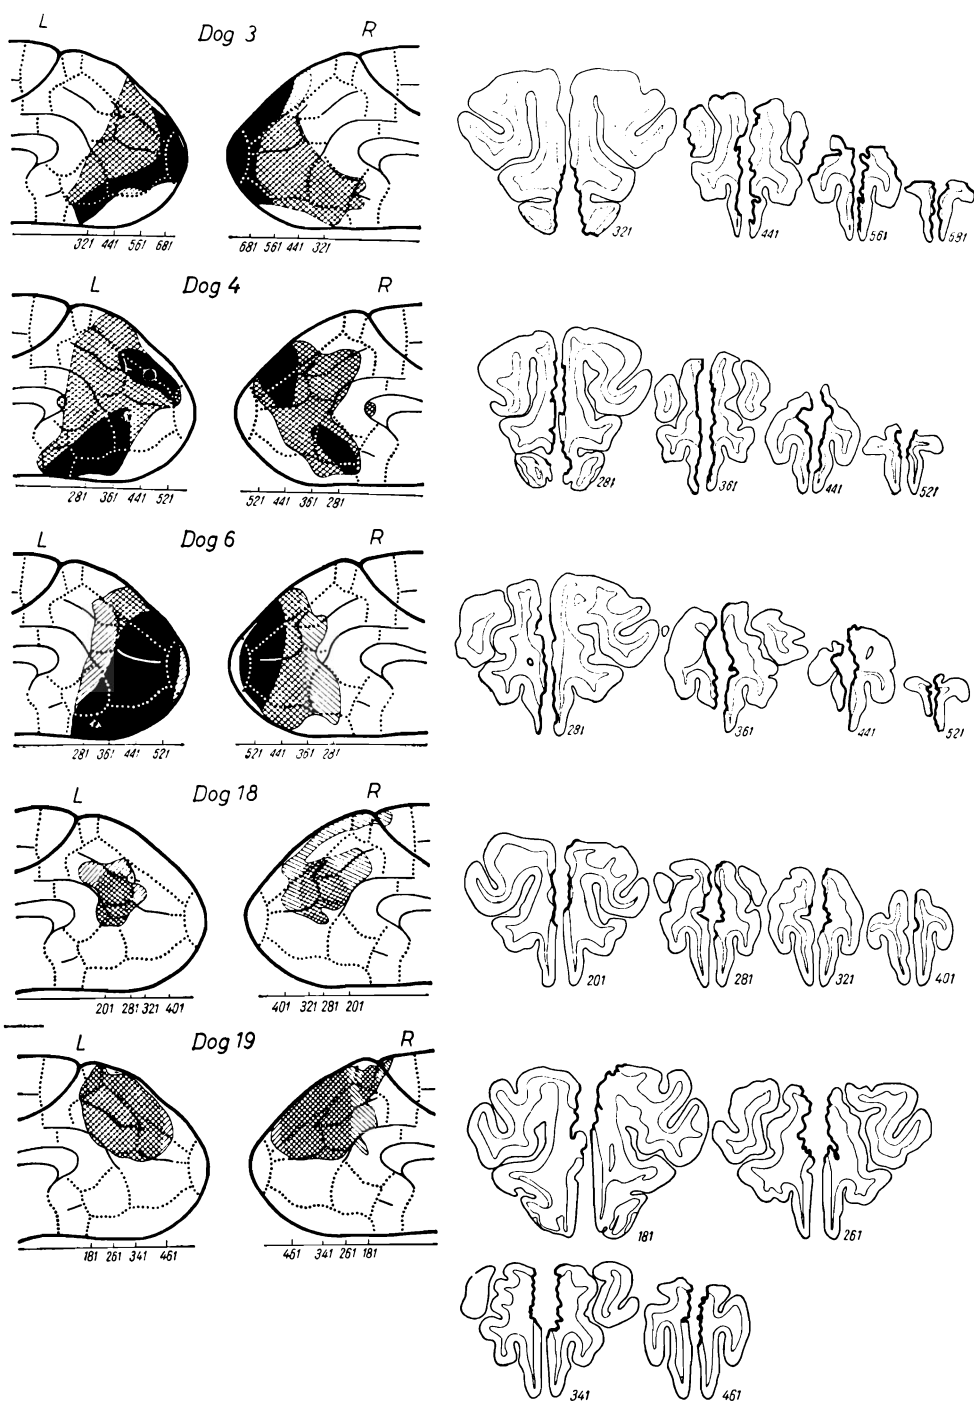 L Dog 3 R
321 441 561 681
681 561 441 321
321 441 561 681
L Dog 4 R
281 361 441 521
521 441 361 281
281 361 441 521
L Dog 6 R
281 361 441 521
521 441 361 281
281 361 441 521
L Dog 18 R
201 281 321 401
401 321 281 201
201 281 321 401
L Dog 19 R
181 261 341 461
461 341 261 181
181 261
341 461